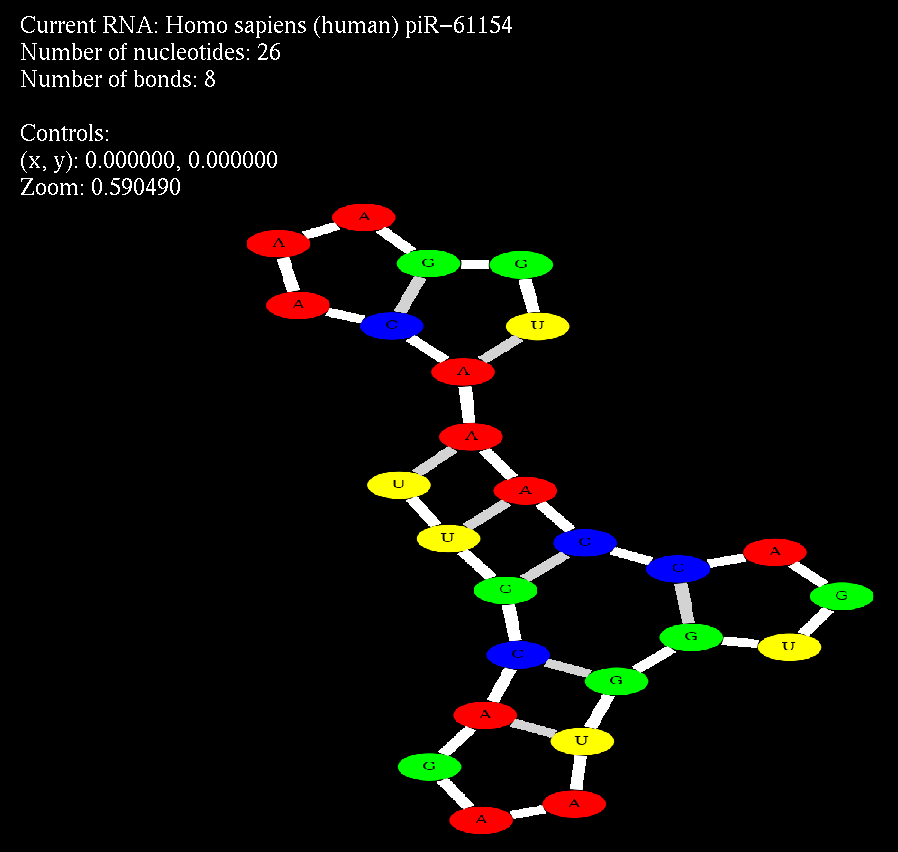 Current RNA: Homo sapiens (human) piR-61154
Number of nucleotides: 26
Number of bonds: 8
Controls:
(x, y): 0.000000, 0.000000
Zoom: 0.590490
A
A
G
G
A
C
U
A
A
U
A
U
C
C
A
G
G
G
U
C
G
A
U
G
A
A